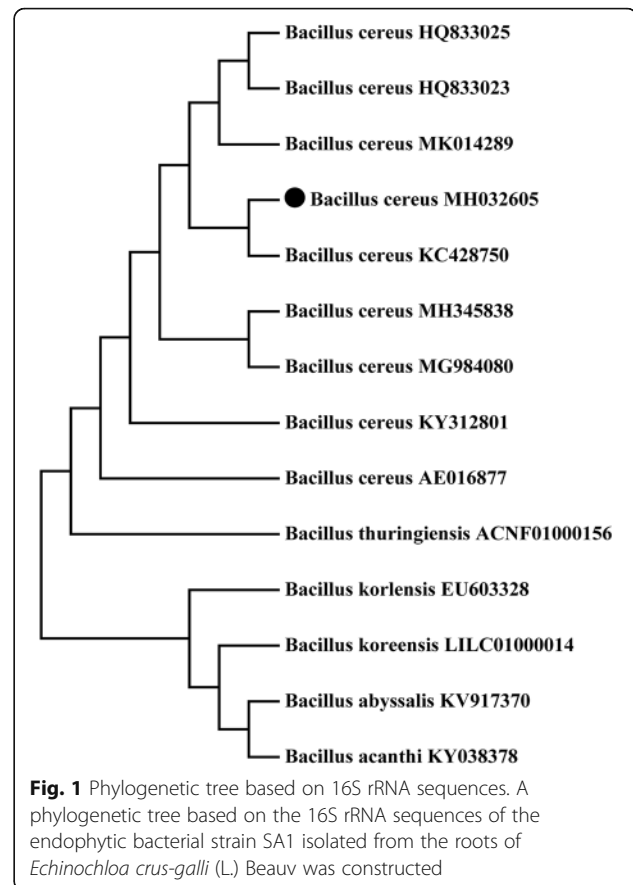 Bacillus cereus HQ833025
Bacillus cereus HQ833023
Bacillus cereus MK014289
Bacillus cereus MH032605
Bacillus cereus KC428750
Bacillus cereus MH345838
Bacillus cereus MG984080
Bacillus cereus KY312801
Bacillus cereus AE016877
Bacillus thuringiensis ACNF01000156
Bacillus korlensis EU603328
Bacillus koreensis LILC01000014
Bacillus abyssalis KV917370
Bacillus acanthi KY038378
Fig. 1 Phylogenetic tree based on 16S rRNA sequences. A
phylogenetic tree based on the 16S rRNA sequences of the
endophytic bacterial strain SA1 isolated from the roots of
Echinochloa crus-galli (L.) Beauv was constructed